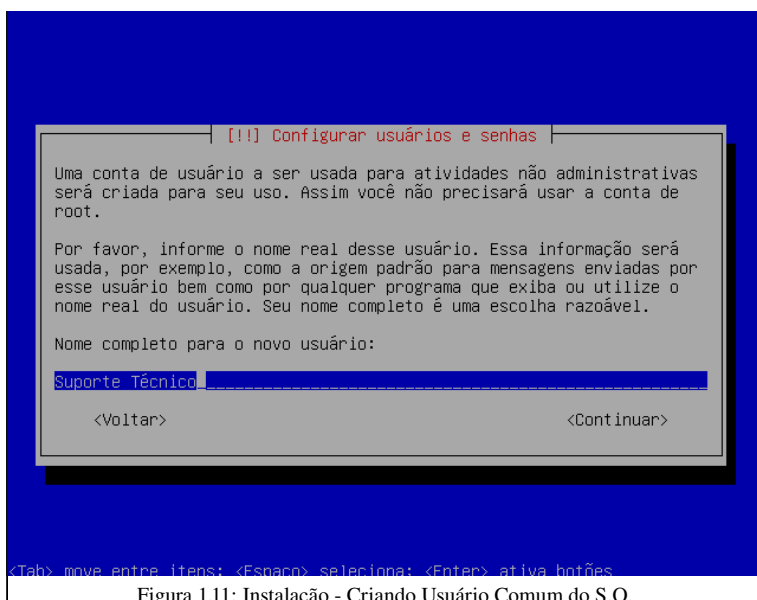 [!!] Configurar usuários e senhas
Uma conta de usuário a ser usada para atividades não administrativas
será criada para seu uso. Assim você não precisará usar a conta de
root.
Por favor, informe o nome real desse usuário. Essa informação será
usada, por exemplo, como a origem padrão para mensagens enviadas por
esse usuário bem como por qualquer programa que exiba ou utilize o
nome real do usuário. Seu nome completo é uma escolha razoável.
Nome completo para o novo usuário:
Suporte Técnico
<Voltar> <Continuar>
<Tab> move entre itens; <Espaço> seleciona; <Enter> ativa botões
Figura 1.11: Instalação - Criando Usuário Comum do S.O.